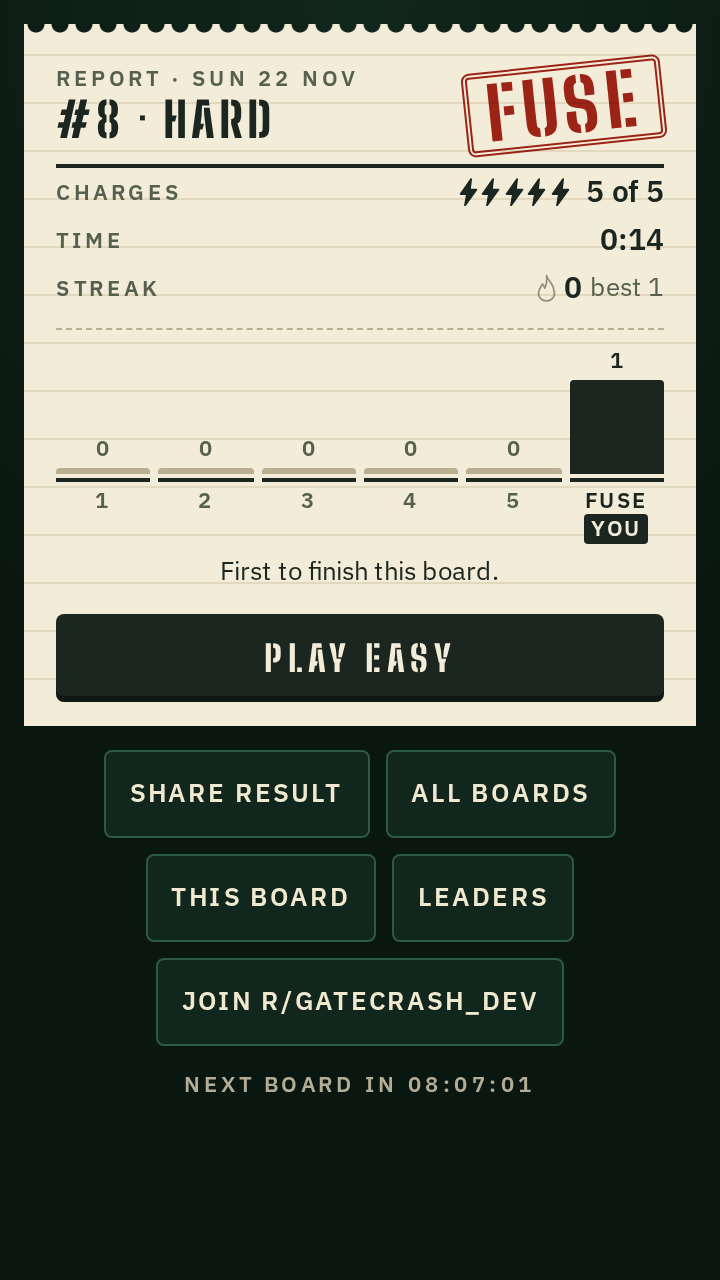 REPORT · SUN 22 NOV
#8 · HARD
FUSE
CHARGES 5 of 5
TIME 0:14
STREAK 0 best 1
1
0 0 0 0 0
1 2 3 4 5 FUSE
YOU
First to finish this board.
PLAY EASY
SHARE RESULT ALL BOARDS
THIS BOARD LEADERS
JOIN R/GATECRASH_DEV
NEXT BOARD IN 08:07:01